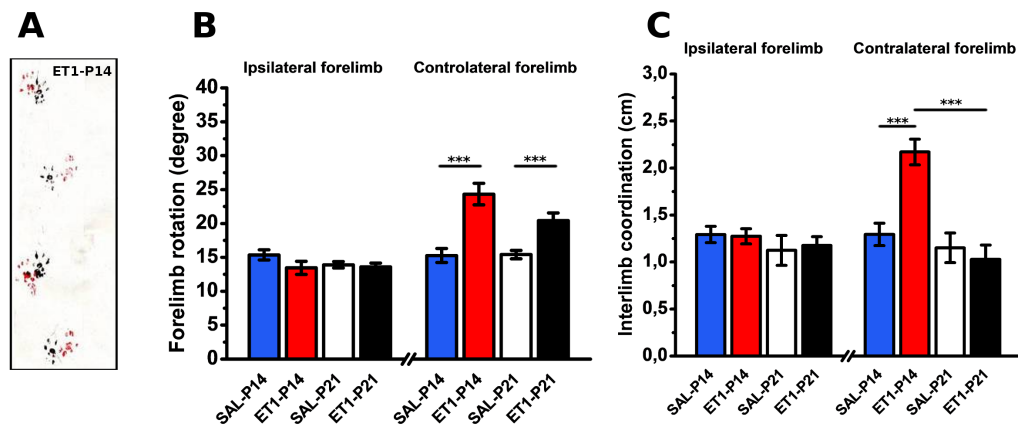 A
ET1-P14
B
Ipsilateral forelimb
Controlateral forelimb
Forelimb rotation (degree)
40
35
30
25
20
15
10
5
0
***
***
SAL-P14
ET1-P14
SAL-P21
ET1-P21
SAL-P14
ET1-P14
SAL-P21
ET1-P21
C
Ipsilateral forelimb
Contralateral forelimb
Interlimb coordination (cm)
3,0
2,5
2,0
1,5
1,0
0,5
0,0
***
***
SAL-P14
ET1-P14
SAL-P21
ET1-P21
SAL-P14
ET1-P14
SAL-P21
ET1-P21